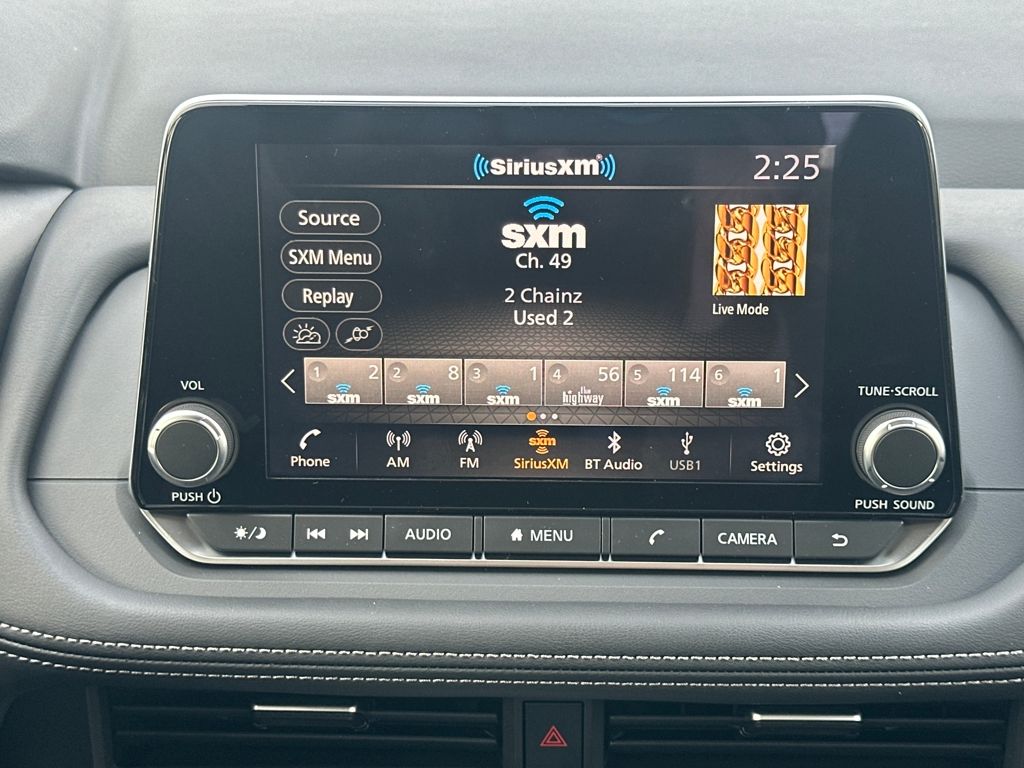 SiriusXM®
2:25
Source
SXM Menu
Replay
sxm
Ch. 49
2 Chainz
Used 2
Live Mode
1 2 sxm
2 8 sxm
3 1 sxm
4 56 the highway
5 114 sxm
6 1 sxm
Phone
AM
FM
sxm
SiriusXM
BT Audio
USB1
Settings
VOL
PUSH
TUNE·SCROLL
PUSH SOUND
AUDIO
MENU
CAMERA